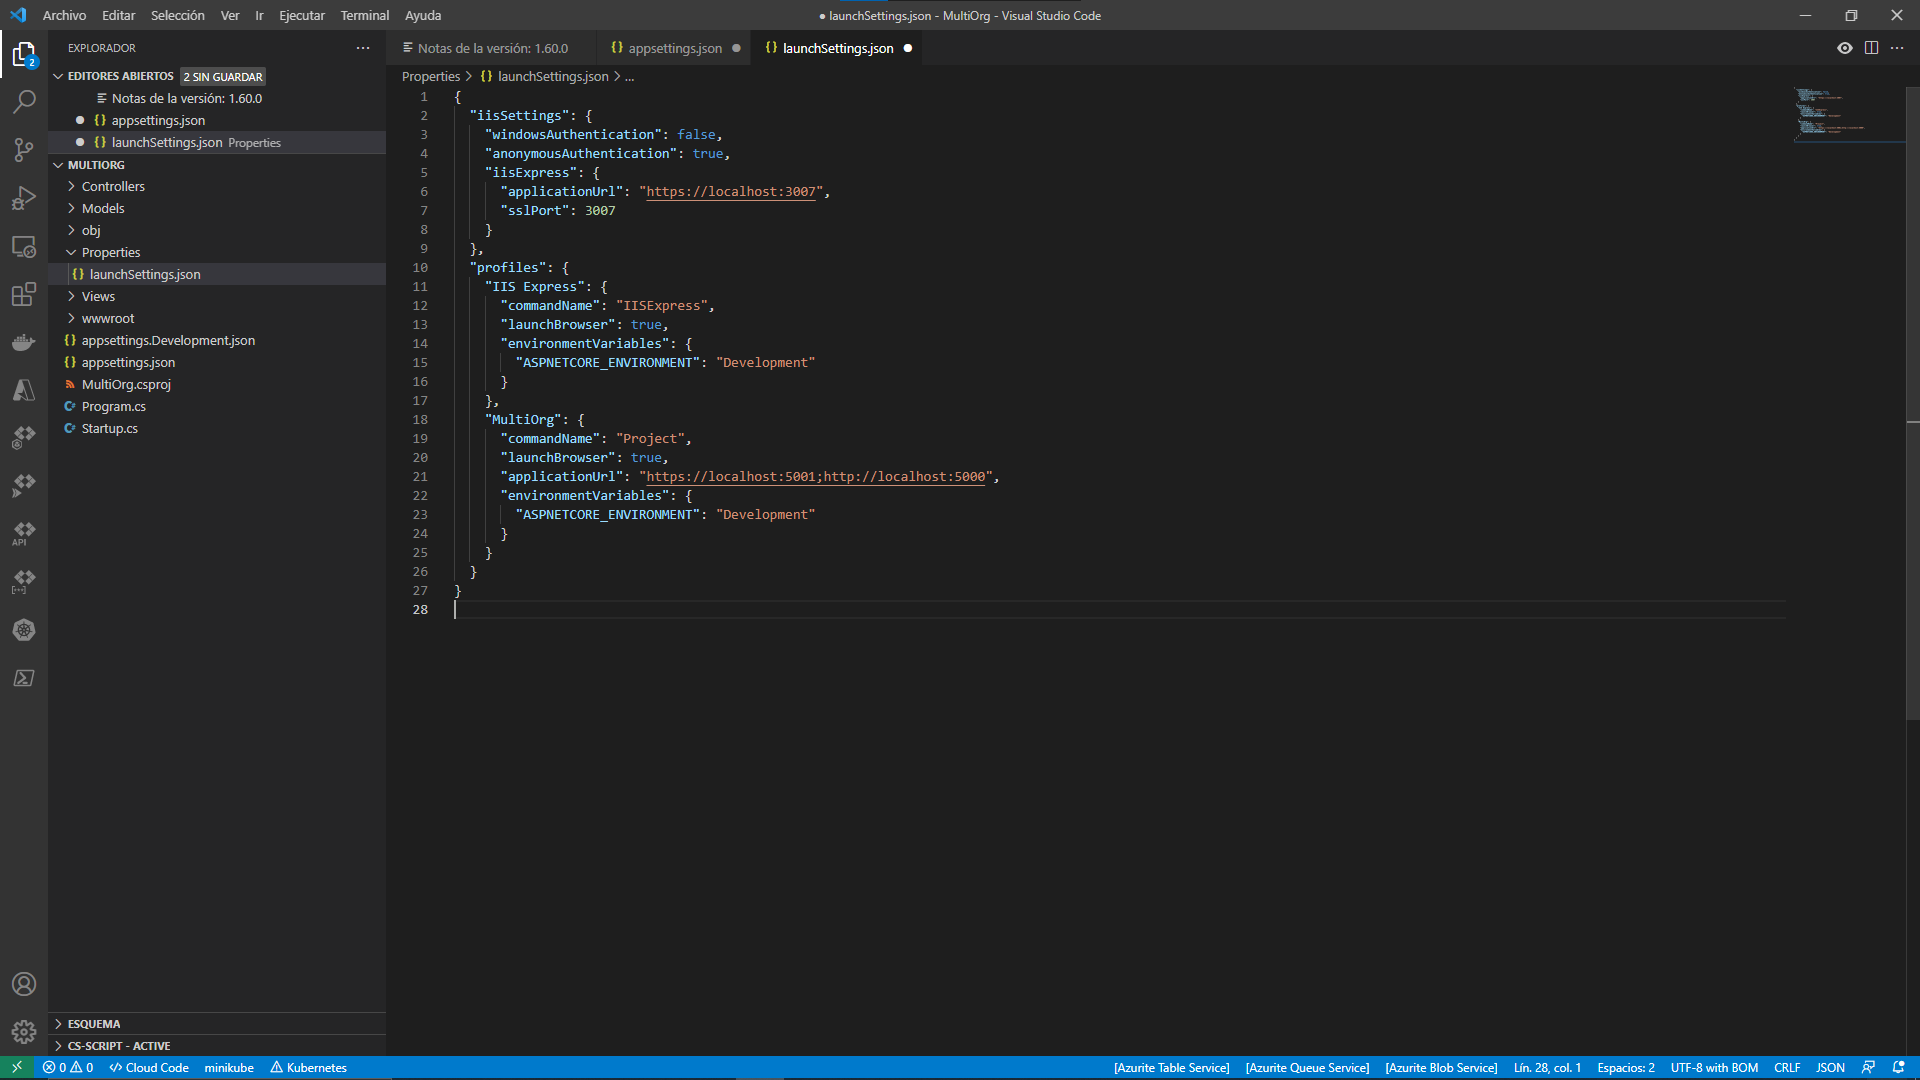 Archivo Editar Selección Ver Ir Ejecutar Terminal Ayuda
● launchSettings.json - MultiOrg - Visual Studio Code
EXPLORADOR
EDITORES ABIERTOS 2 SIN GUARDAR
Notas de la versión: 1.60.0
{} appsettings.json
{} launchSettings.json Properties
MULTIORG
Controllers
Models
obj
Properties
{} launchSettings.json
Views
wwwroot
{} appsettings.Development.json
{} appsettings.json
MultiOrg.csproj
C# Program.cs
C# Startup.cs
ESQUEMA
CS-SCRIPT - ACTIVE
2
API
Notas de la versión: 1.60.0
{} appsettings.json ●
{} launchSettings.json ●
Properties > {} launchSettings.json > ...
1 {
2 "iisSettings": {
3 "windowsAuthentication": false,
4 "anonymousAuthentication": true,
5 "iisExpress": {
6 "applicationUrl": "https://localhost:3007",
7 "sslPort": 3007
8 }
9 },
10 "profiles": {
11 "IIS Express": {
12 "commandName": "IISExpress",
13 "launchBrowser": true,
14 "environmentVariables": {
15 "ASPNETCORE_ENVIRONMENT": "Development"
16 }
17 },
18 "MultiOrg": {
19 "commandName": "Project",
20 "launchBrowser": true,
21 "applicationUrl": "https://localhost:5001;http://localhost:5000",
22 "environmentVariables": {
23 "ASPNETCORE_ENVIRONMENT": "Development"
24 }
25 }
26 }
27 }
28
0 0 Cloud Code minikube Kubernetes
[Azurite Table Service] [Azurite Queue Service] [Azurite Blob Service] Lín. 28, col. 1 Espacios: 2 UTF-8 with BOM CRLF JSON